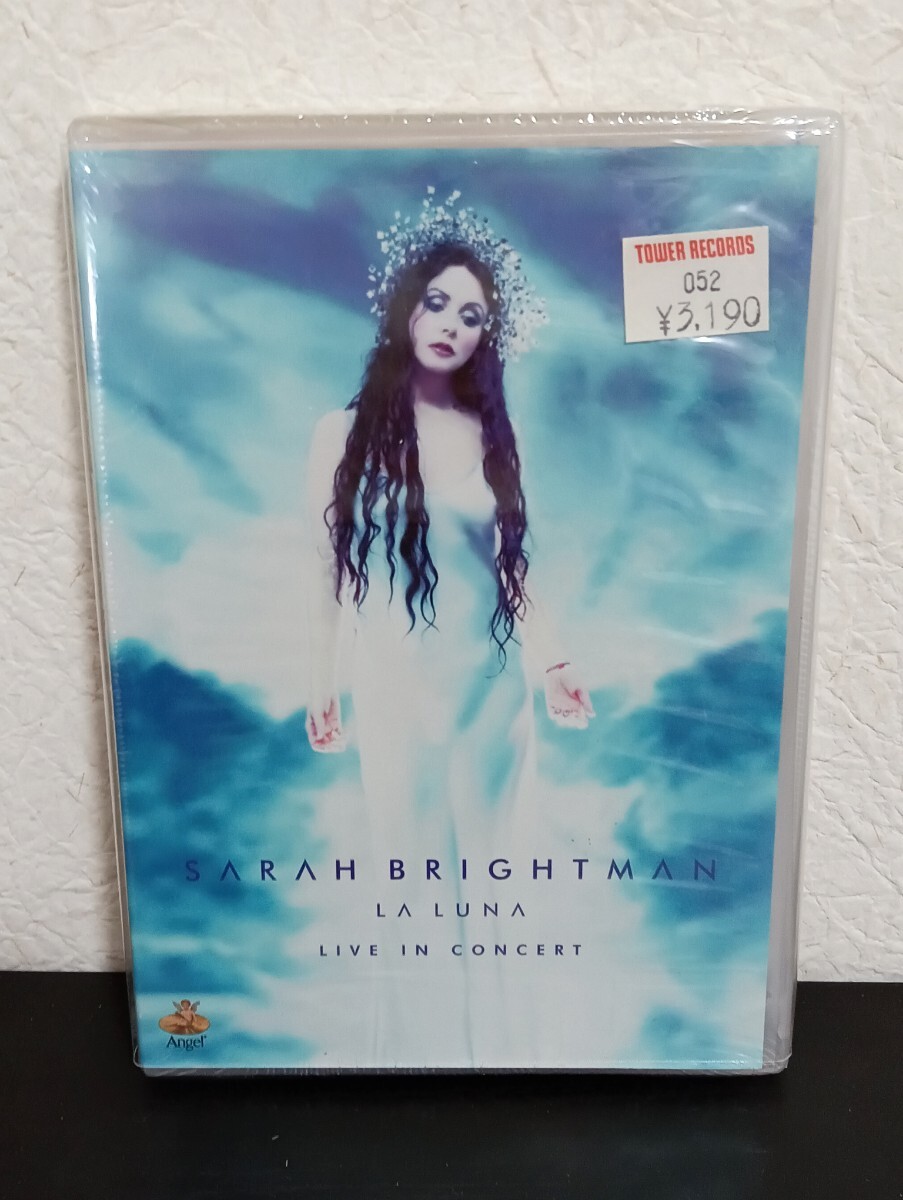 TOWER RECORDS
052
¥3,190
SARAH BRIGHTMAN
LA LUNA
LIVE IN CONCERT
Angel®